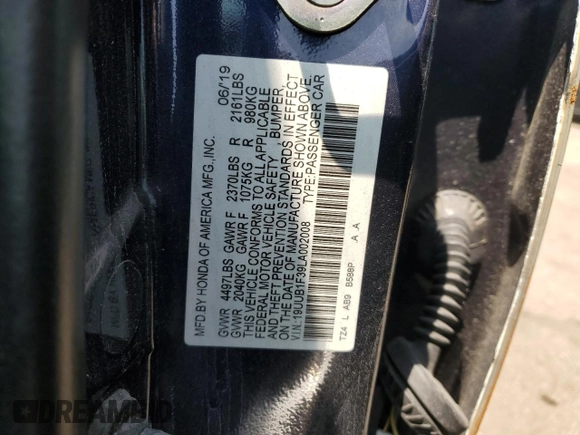 MFD.BY HONDA OF AMERICA MFG.,INC. 06/'19
GVWR 4497LBS GAWR F 2370LBS R 2161LBS
GVWR 2040KG GAWR F 1075KG R 980KG
THIS VEHICLE CONFORMS TO ALL APPLICABLE
FEDERAL MOTOR VEHICLE SAFETY, BUMPER,
AND THEFT PREVENTION STANDARDS IN EFFECT
ON THE DATE OF MANUFACTURE SHOWN ABOVE.
V.I.N.:19UUB1F39LA002008 TYPE:PASSENGER CAR
TZ4 L AB9 B588P A A
DREAMBID